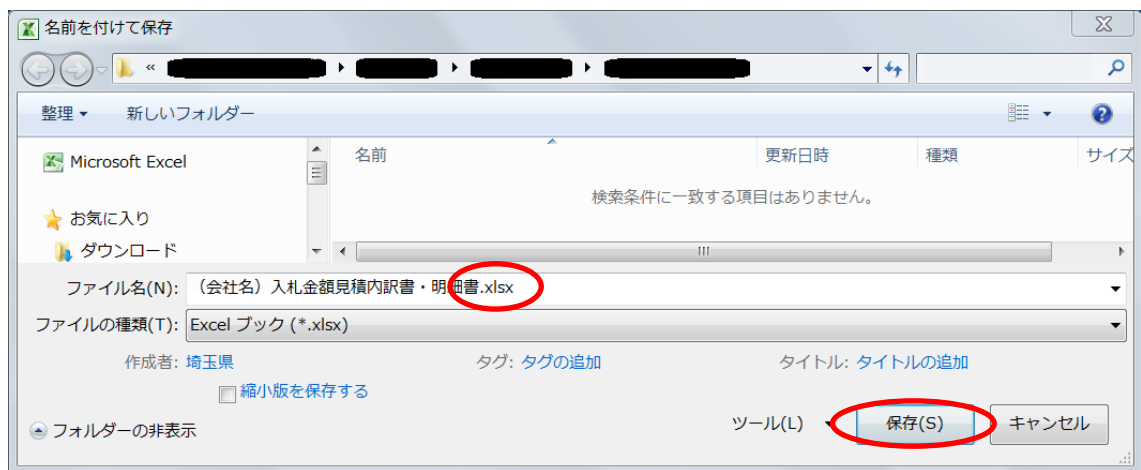 名前を付けて保存
«
整理 新しいフォルダー
Microsoft Excel
名前 更新日時 種類 サイズ
検索条件に一致する項目はありません。
お気に入り
ダウンロード
ファイル名(N): （会社名）入札金額見積内訳書・明細書.xlsx
ファイルの種類(T): Excel ブック (*.xlsx)
作成者: 埼玉県 タグ: タグの追加 タイトル: タイトルの追加
縮小版を保存する
フォルダーの非表示 ツール(L) 保存(S) キャンセル